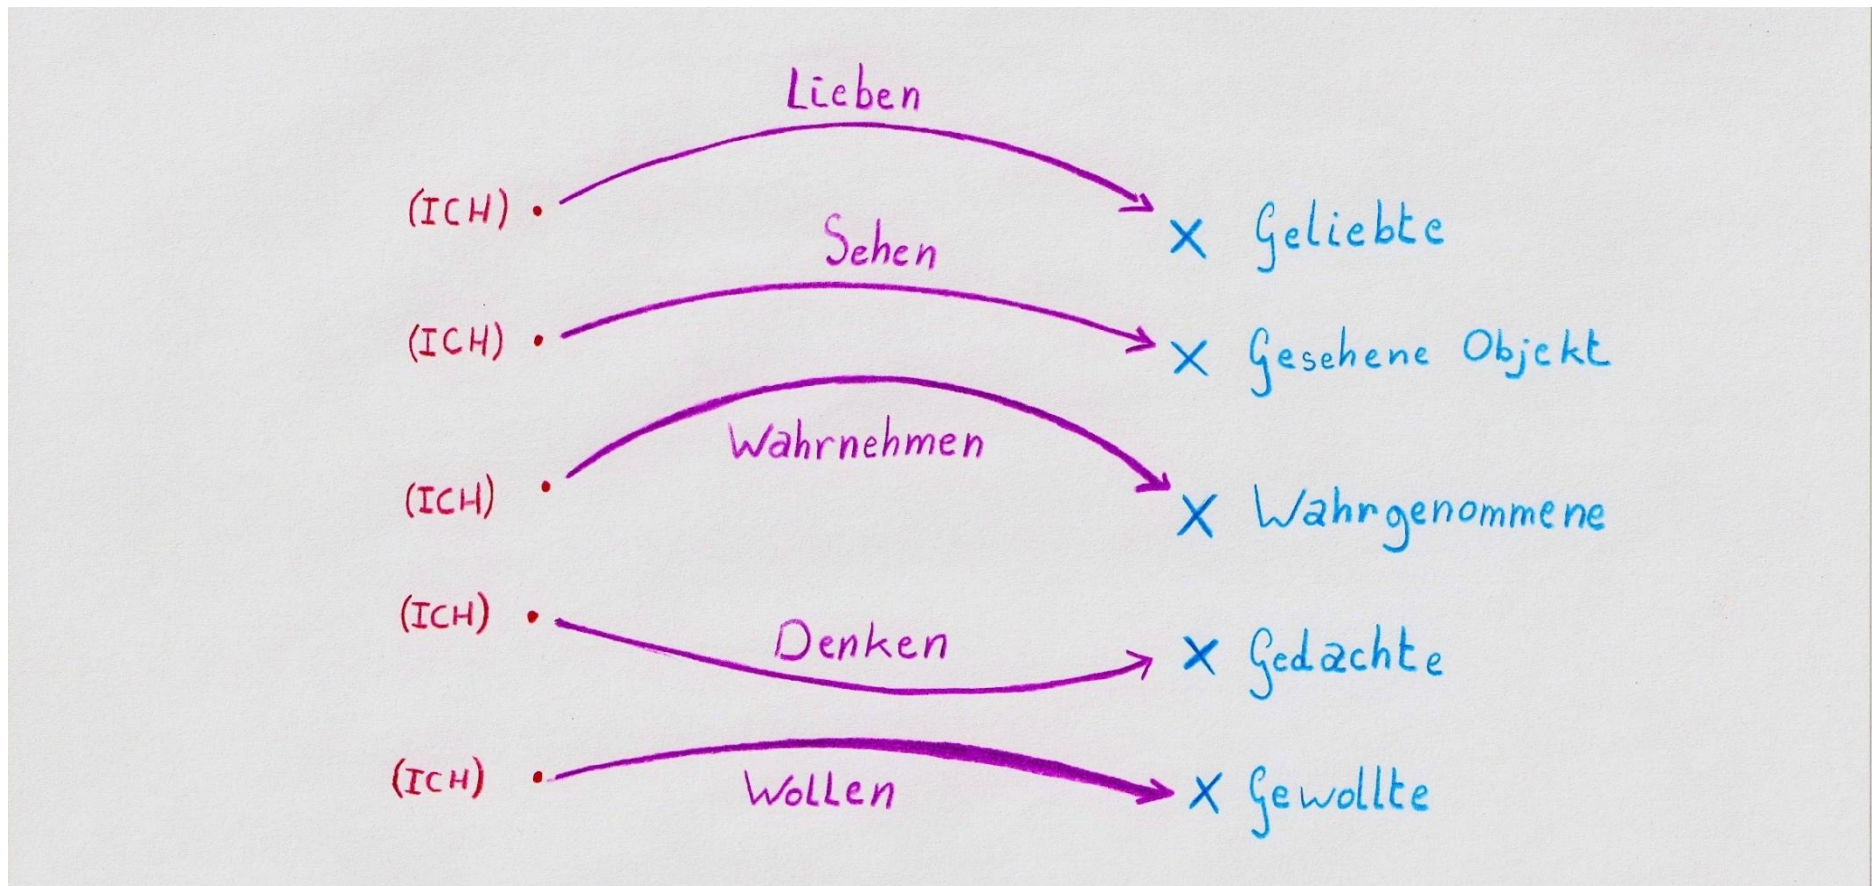 Lieben
(ICH) Geliebte
Sehen
(ICH) Gesehene Objekt
Wahrnehmen
(ICH) Wahrgenommene
(ICH) Denken Gedachte
(ICH) Wollen Gewollte